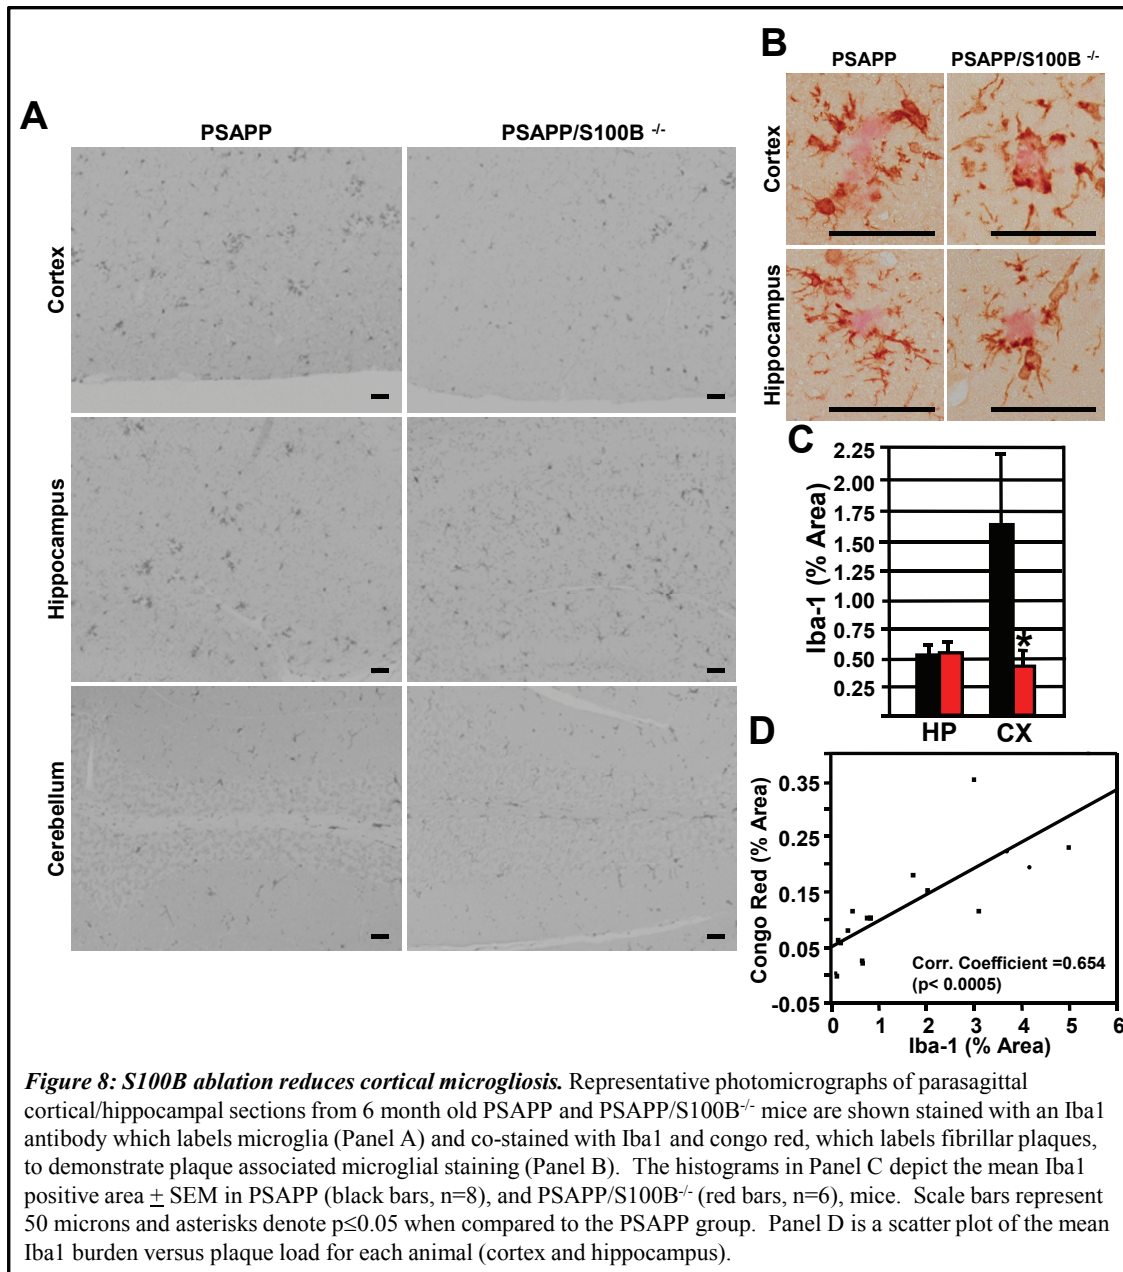 A
PSAPP
PSAPP/S100B -/-
Cortex
Hippocampus
Cerebellum
B
PSAPP
PSAPP/S100B -/-
Cortex
Hippocampus
C
Iba-1 (% Area)
2.25
2.00
1.75
1.50
1.25
1.00
0.75
0.50
0.25
*
HP
CX
D
Congo Red (% Area)
0.35
0.25
0.15
0.05
-0.05
Corr. Coefficient =0.654
(p< 0.0005)
0 1 2 3 4 5 6
Iba-1 (% Area)
Figure 8: S100B ablation reduces cortical microgliosis. Representative photomicrographs of parasagittal
cortical/hippocampal sections from 6 month old PSAPP and PSAPP/S100B-/- mice are shown stained with an Iba1
antibody which labels microglia (Panel A) and co-stained with Iba1 and congo red, which labels fibrillar plaques,
to demonstrate plaque associated microglial staining (Panel B). The histograms in Panel C depict the mean Iba1
positive area ± SEM in PSAPP (black bars, n=8), and PSAPP/S100B-/- (red bars, n=6), mice. Scale bars represent
50 microns and asterisks denote p≤0.05 when compared to the PSAPP group. Panel D is a scatter plot of the mean
Iba1 burden versus plaque load for each animal (cortex and hippocampus).